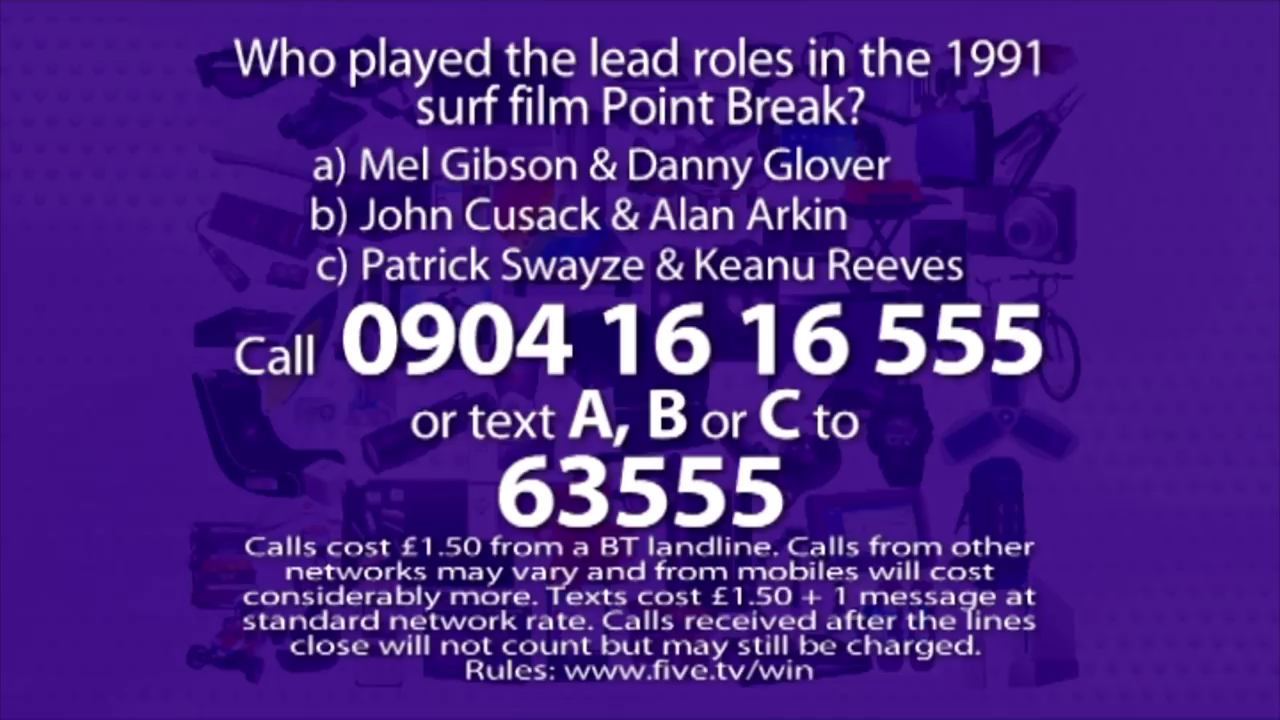 Who played the lead roles in the 1991
surf film Point Break?
a) Mel Gibson & Danny Glover
b) John Cusack & Alan Arkin
c) Patrick Swayze & Keanu Reeves
Call 0904 16 16 555
or text A, B or C to
63555
Calls cost £1.50 from a BT landline. Calls from other
networks may vary and from mobiles will cost
considerably more. Texts cost £1.50 + 1 message at
standard network rate. Calls received after the lines
close will not count but may still be charged.
Rules: www.five.tv/win